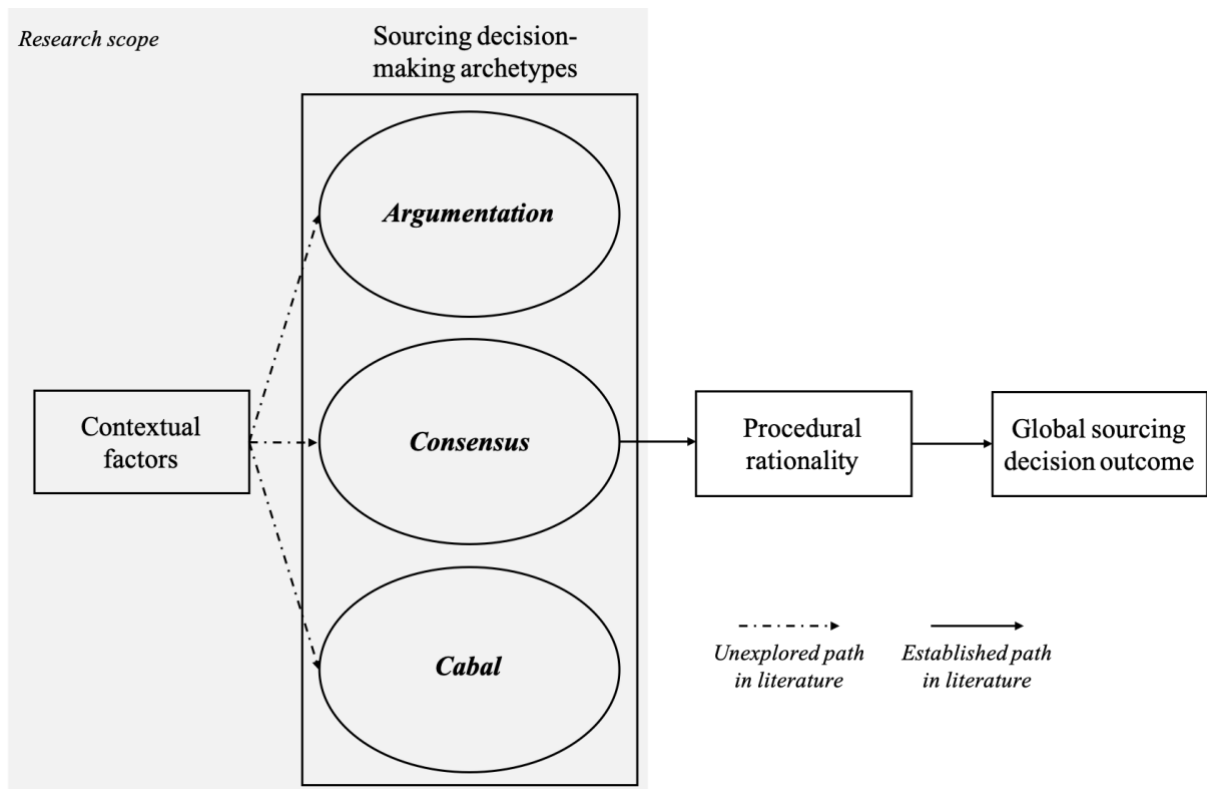 Research scope
Sourcing decision-
making archetypes
Argumentation
Contextual
factors
Consensus
Procedural
rationality
Global sourcing
decision outcome
Cabal
Unexplored path
in literature
Established path
in literature